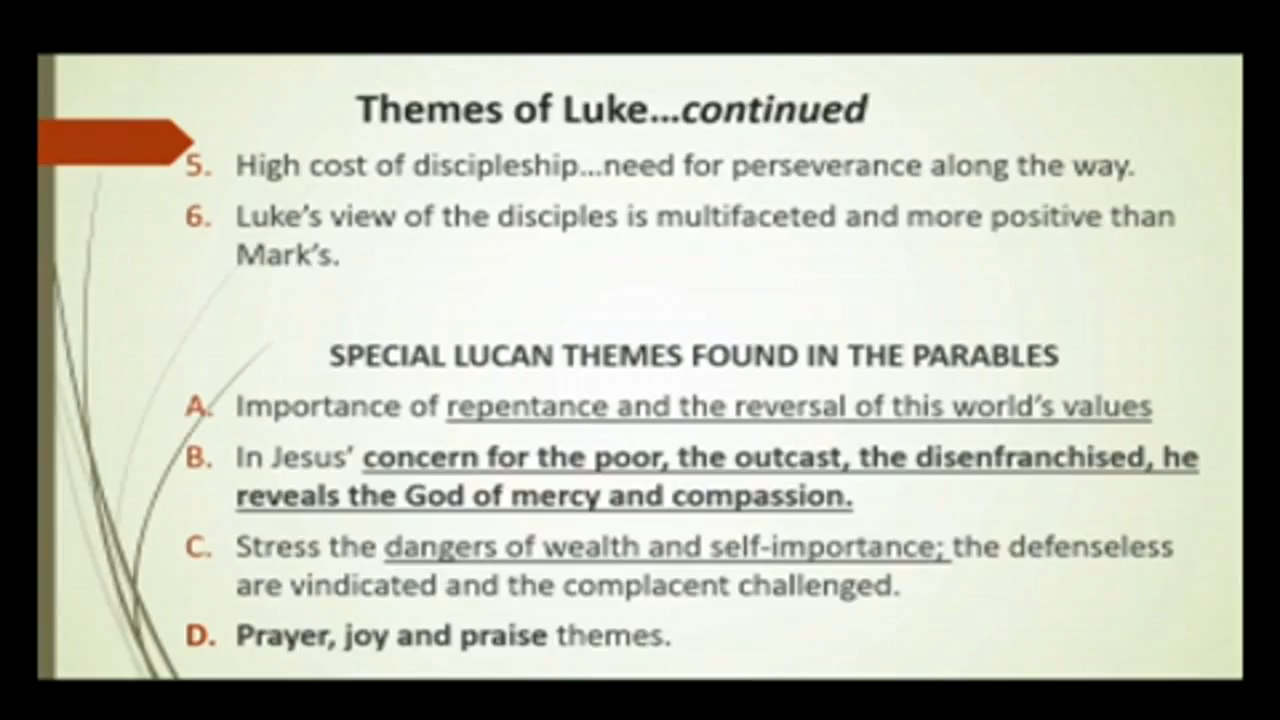 Themes of Luke...continued
5. High cost of discipleship...need for perseverance along the way.
6. Luke's view of the disciples is multifaceted and more positive than
Mark's.
SPECIAL LUCAN THEMES FOUND IN THE PARABLES
A. Importance of repentance and the reversal of this world's values
B. In Jesus' concern for the poor, the outcast, the disenfranchised, he
reveals the God of mercy and compassion.
C. Stress the dangers of wealth and self-importance; the defenseless
are vindicated and the complacent challenged.
D. Prayer, joy and praise themes.